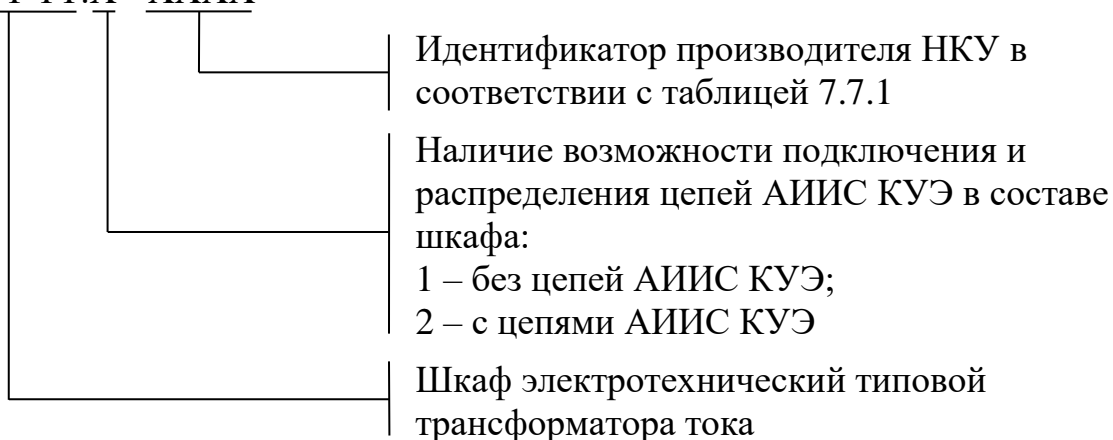 Идентификатор производителя НКУ в
соответствии с таблицей 7.7.1
Наличие возможности подключения и
распределения цепей АИИС КУЭ в составе
шкафа:
1 – без цепей АИИС КУЭ;
2 – с цепями АИИС КУЭ
Шкаф электротехнический типовой
трансформатора тока